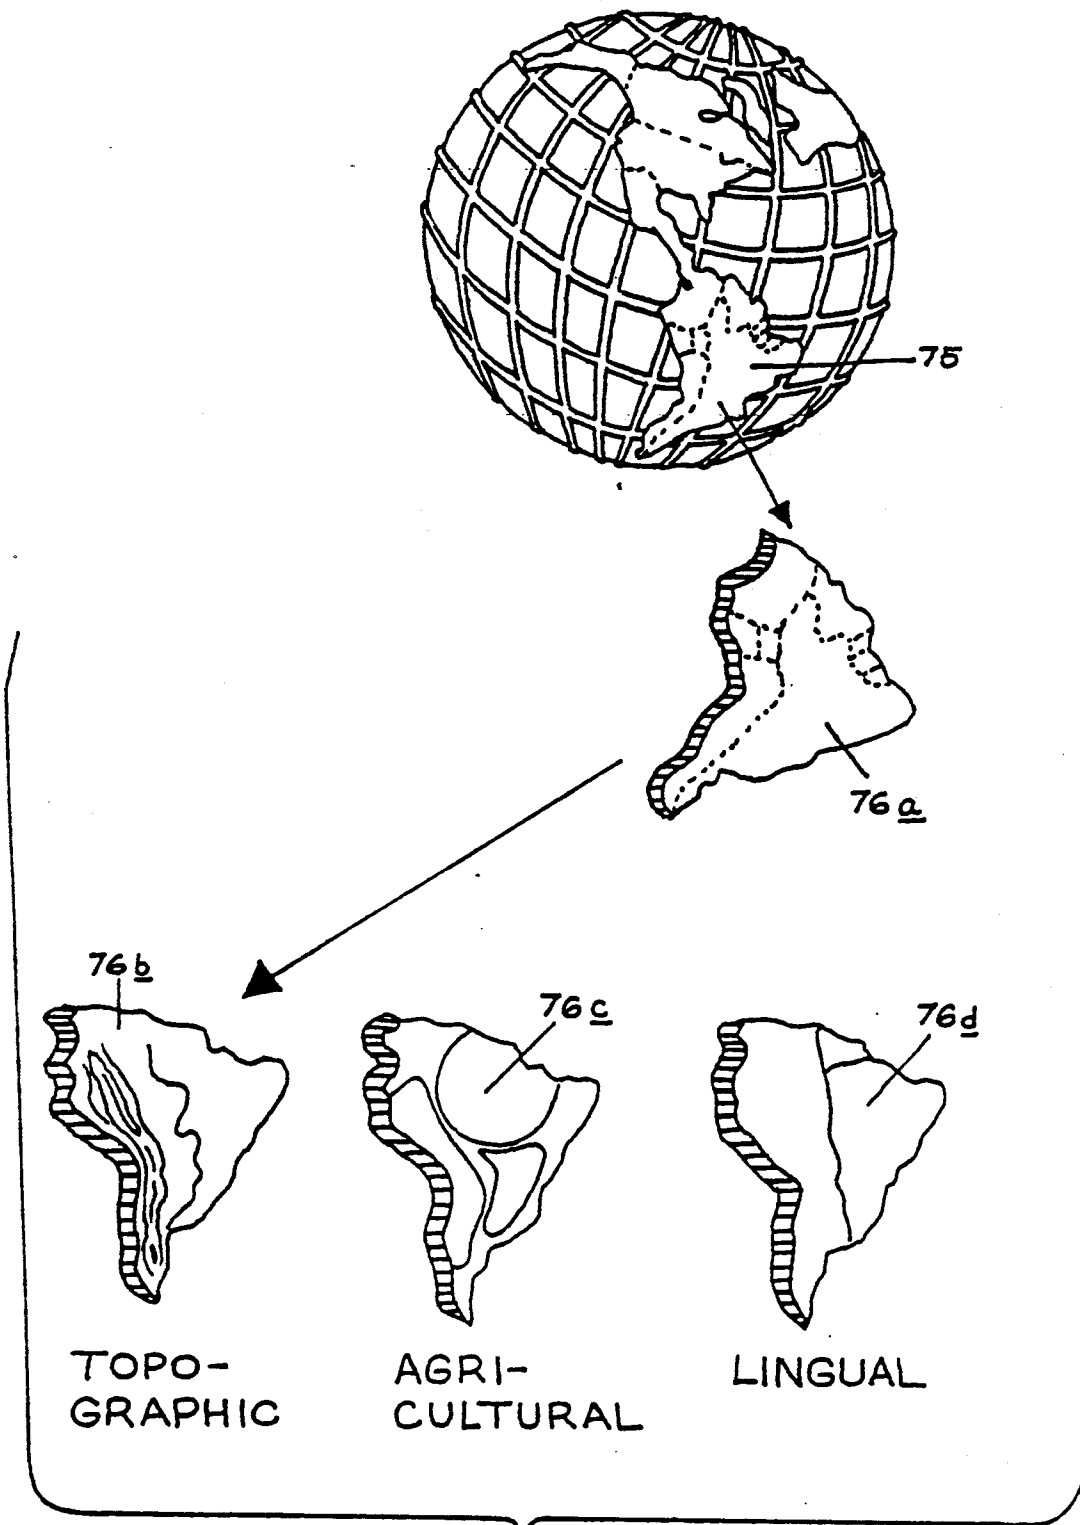 75
76a
76b
76c
76d
TOPO-
GRAPHIC
AGRI-
CULTURAL
LINGUAL